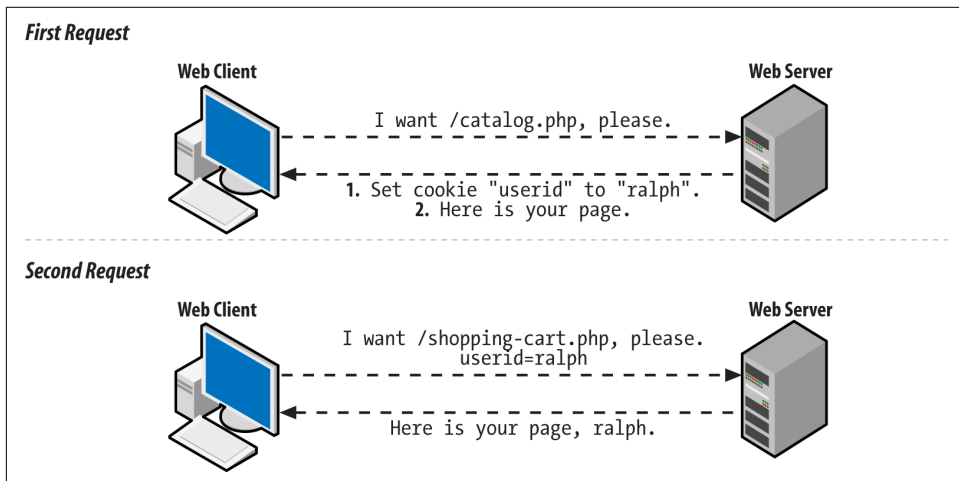 First Request
Web Client
Web Server
I want /catalog.php, please.
1. Set cookie "userid" to "ralph".
2. Here is your page.
Second Request
Web Client
Web Server
I want /shopping-cart.php, please.
userid=ralph
Here is your page, ralph.